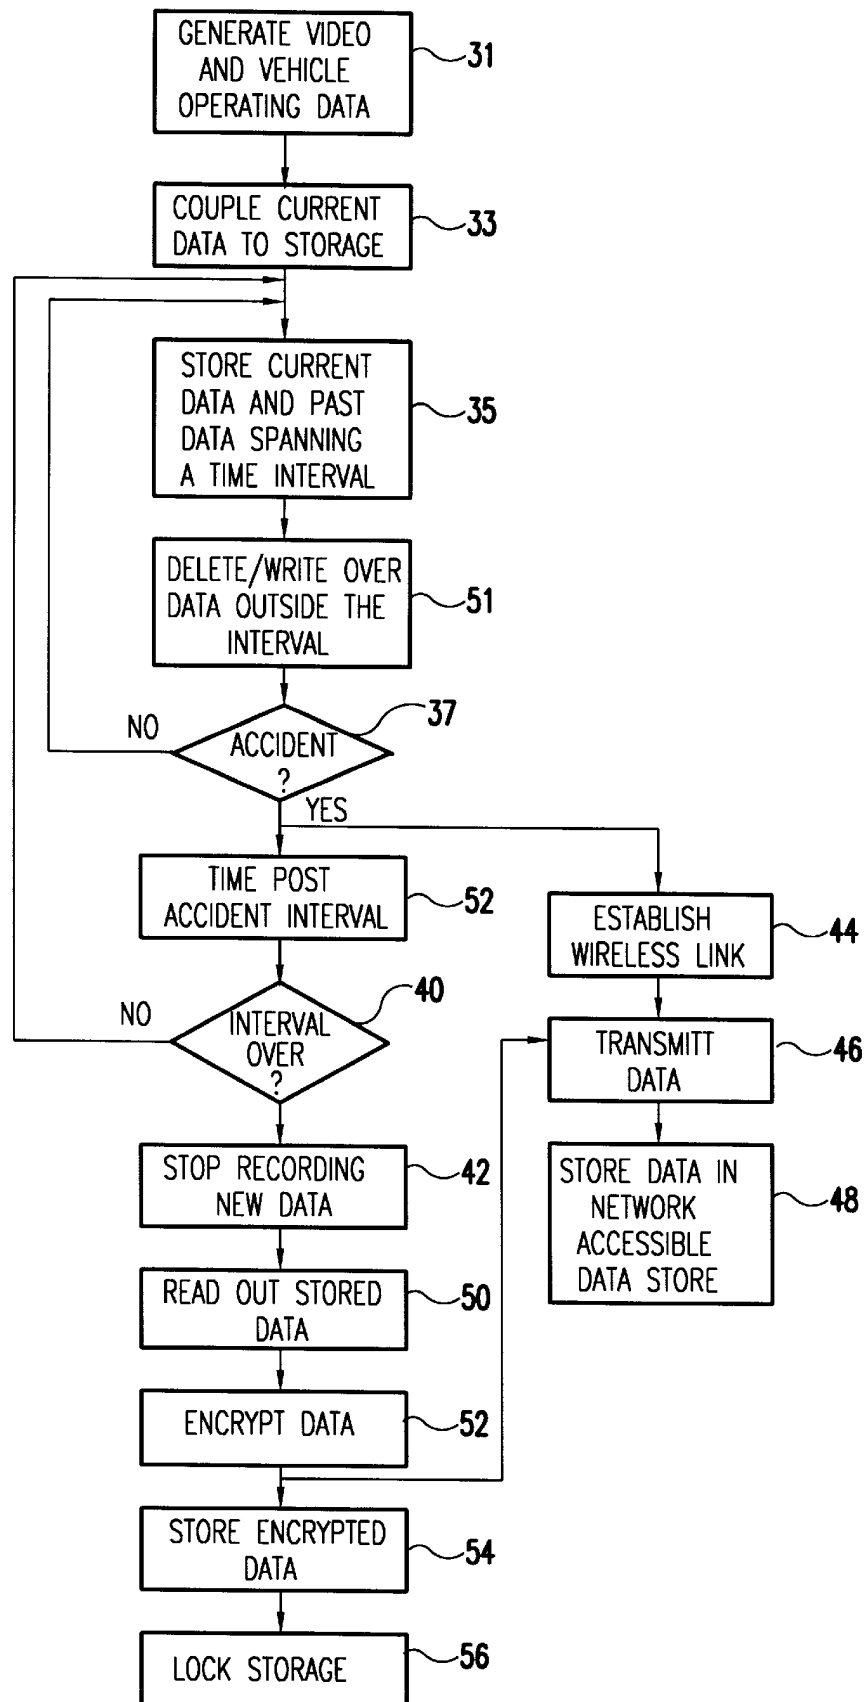 GENERATE VIDEO
AND VEHICLE
OPERATING DATA
31
COUPLE CURRENT
DATA TO STORAGE
33
STORE CURRENT
DATA AND PAST
DATA SPANNING
A TIME INTERVAL
35
DELETE/WRITE OVER
DATA OUTSIDE THE
INTERVAL
51
NO
ACCIDENT
?
37
YES
TIME POST
ACCIDENT INTERVAL
52
ESTABLISH
WIRELESS LINK
44
NO
INTERVAL
OVER
?
40
TRANSMITT
DATA
46
STOP RECORDING
NEW DATA
42
STORE DATA IN
NETWORK
ACCESSIBLE
DATA STORE
48
READ OUT STORED
DATA
50
ENCRYPT DATA
52
STORE ENCRYPTED
DATA
54
LOCK STORAGE
56